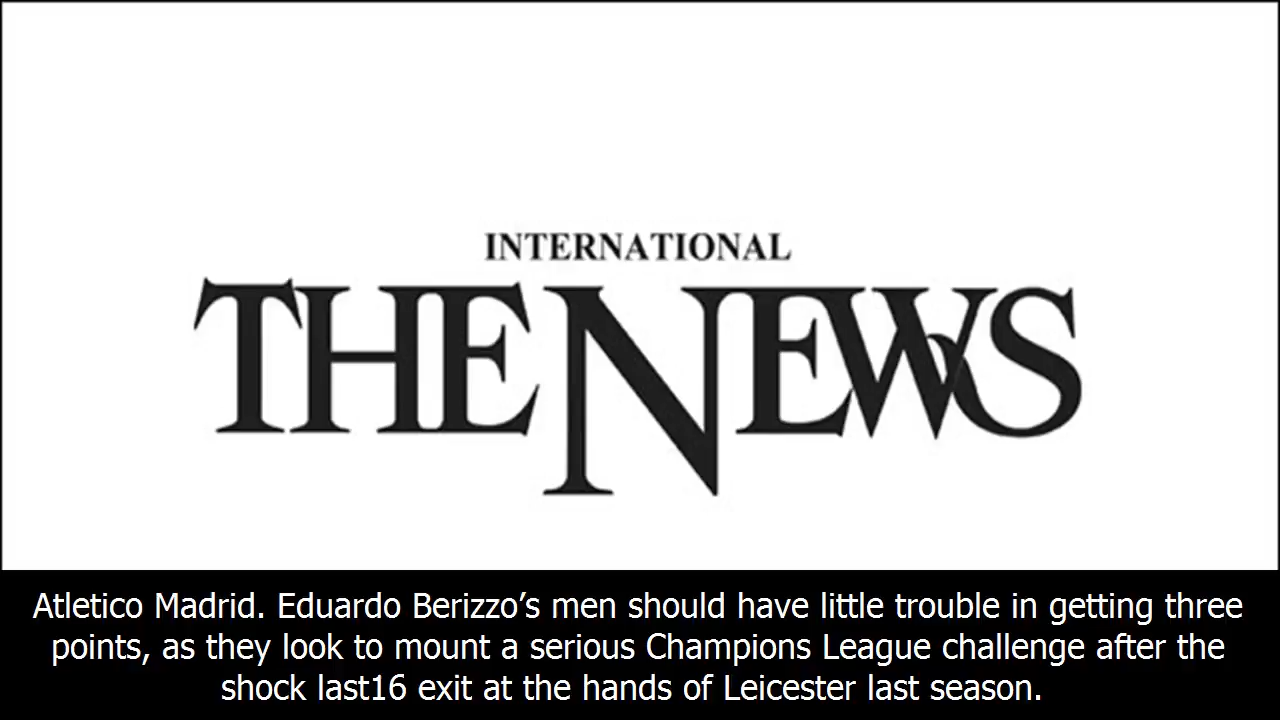 INTERNATIONAL
THE NEWS
Atletico Madrid. Eduardo Berizzo’s men should have little trouble in getting three
points, as they look to mount a serious Champions League challenge after the
shock last16 exit at the hands of Leicester last season.